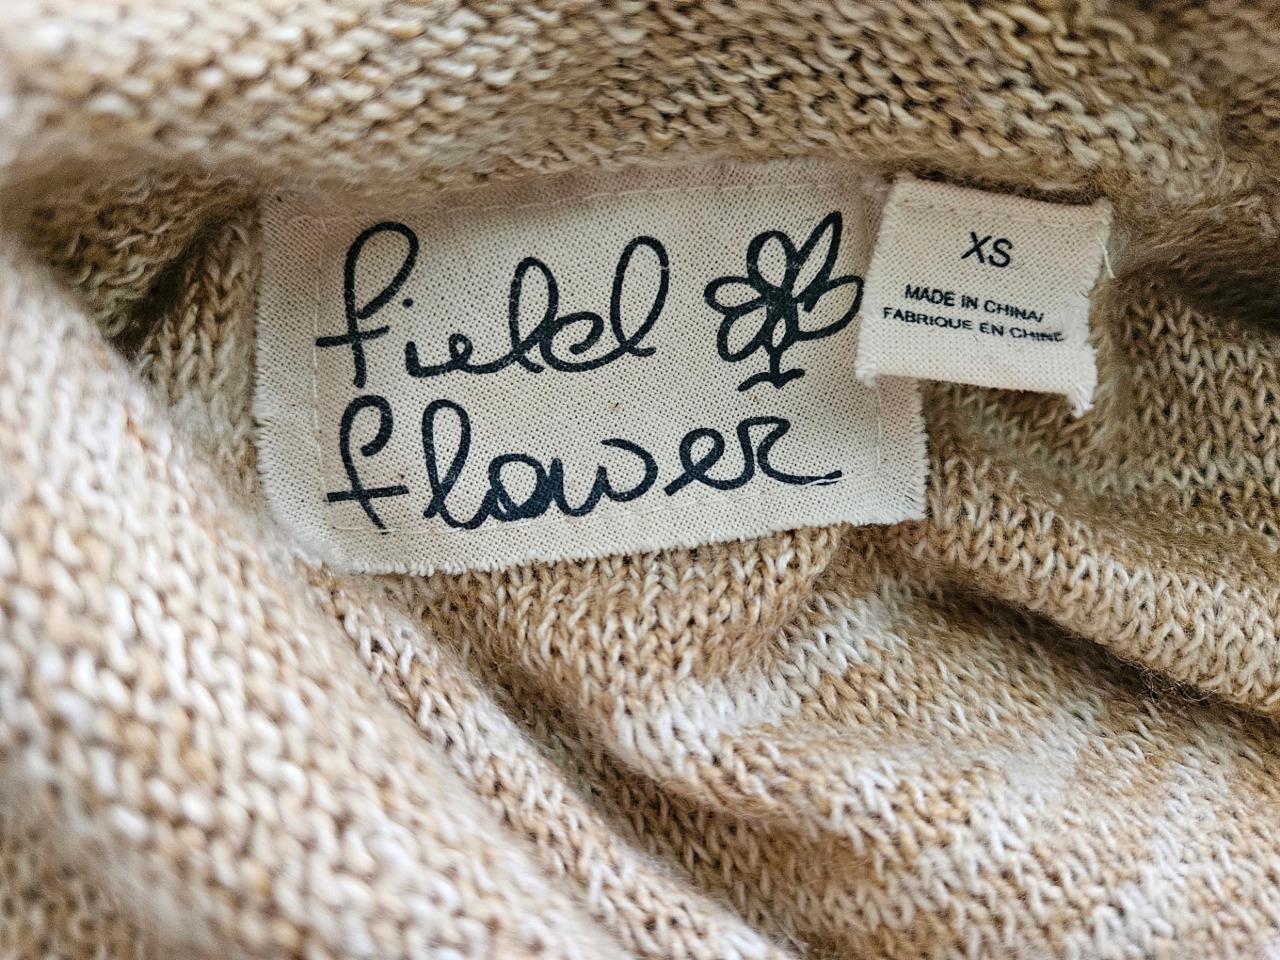 field
flower
XS
MADE IN CHINA/
FABRIQUE EN CHINE